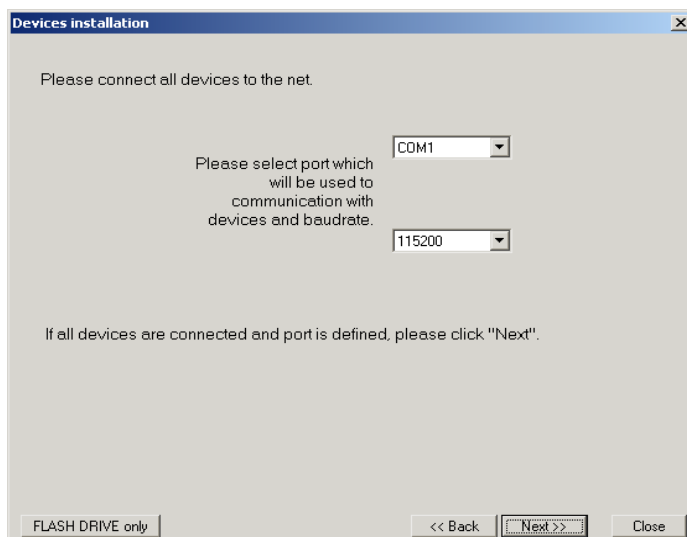 Devices installation
Please connect all devices to the net.
COM1
Please select port which
will be used to
communication with
devices and baudrate.
115200
If all devices are connected and port is defined, please click "Next".
FLASH DRIVE only
<< Back
Next >>
Close